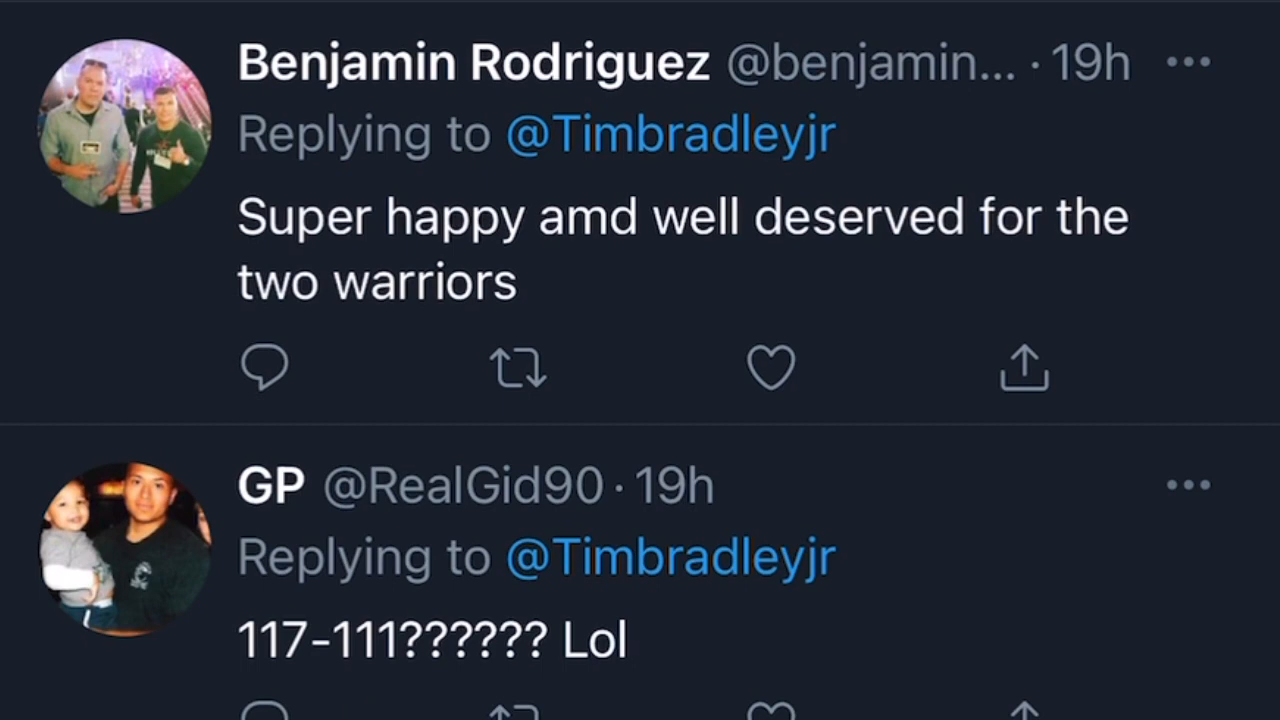 Benjamin Rodriguez @benjamin... · 19h
Replying to @Timbradleyjr
Super happy amd well deserved for the
two warriors
GP @RealGid90 · 19h
Replying to @Timbradleyjr
117-111?????? Lol